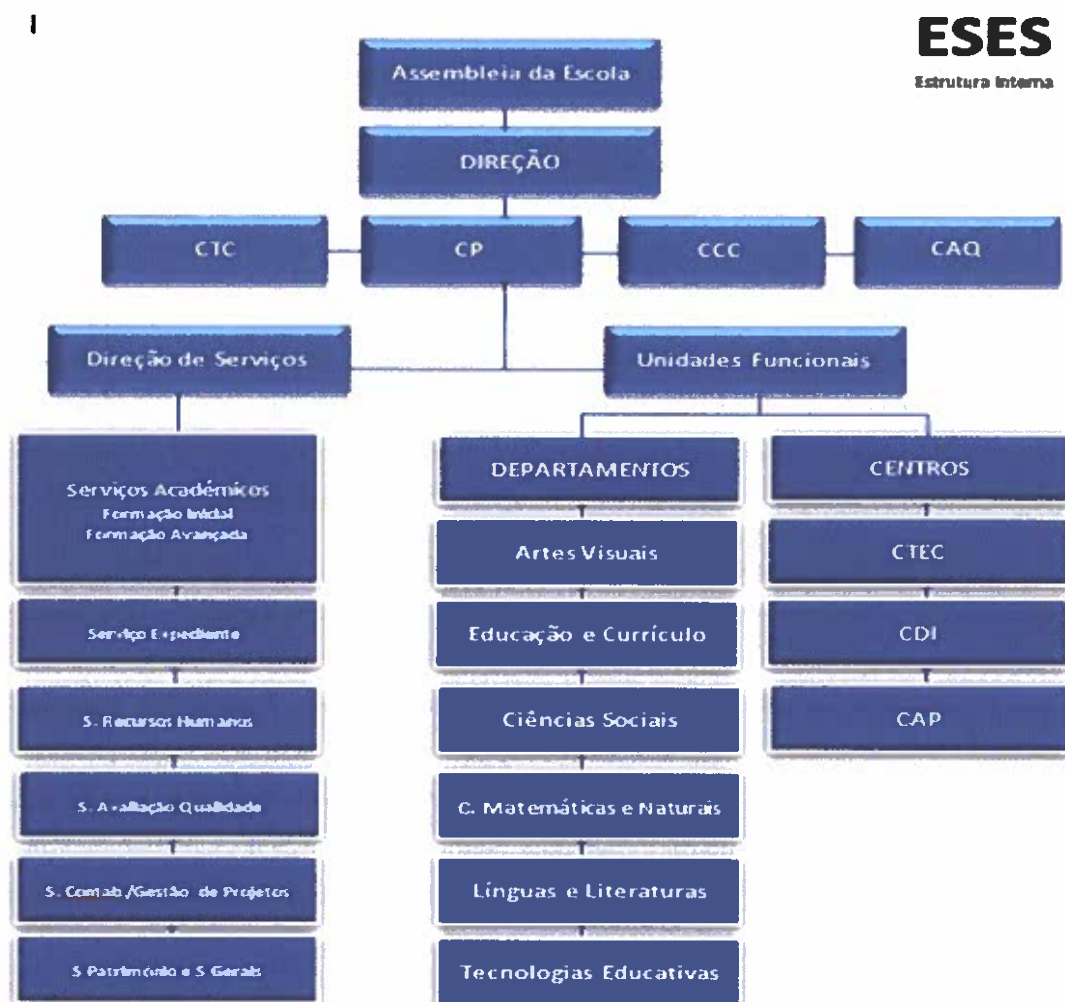 ESES
Estrutura Interna
Assembleia da Escola
DIREÇÃO
CTC
CP
CCC
CAQ
Direção de Serviços
Unidades Funcionais
Serviços Académicos
Formação Inicial
Formação Avançada
Serviço Expediente
S. Recursos Humanos
S. Avaliação Qualidade
S. Contab./Gestão de Projetos
S Património e S Gerais
DEPARTAMENTOS
Artes Visuais
Educação e Currículo
Ciências Sociais
C. Matemáticas e Naturais
Línguas e Literaturas
Tecnologias Educativas
CENTROS
CTEC
CDI
CAP